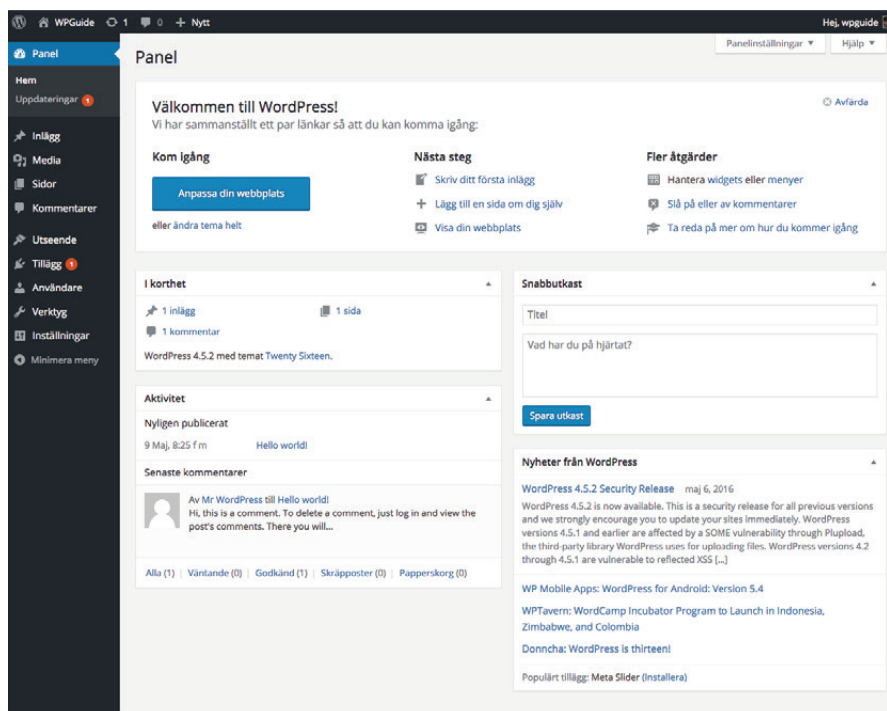 WPGuide 1 0 + Nytt Hej, wpguide
Panel
Hem
Uppdateringar 1
Inlägg
Media
Sidor
Kommentarer
Utseende
Tillägg 1
Användare
Verktyg
Inställningar
Minimera meny
Panelinställningar Hjälp
Panel
Välkommen till WordPress!
Avfärda
Vi har sammanställt ett par länkar så att du kan komma igång:
Kom igång
Anpassa din webbplats
eller ändra tema helt
Nästa steg
Skriv ditt första inlägg
Lägg till en sida om dig själv
Visa din webbplats
Fler åtgärder
Hantera widgets eller menyer
Slå på eller av kommentarer
Ta reda på mer om hur du kommer igång
I korthet
1 inlägg 1 sida
1 kommentar
WordPress 4.5.2 med temat Twenty Sixteen.
Aktivitet
Nyligen publicerat
9 Maj, 8:25 f m Hello world!
Senaste kommentarer
Av Mr WordPress till Hello world!
Hi, this is a comment. To delete a comment, just log in and view the
post's comments. There you will...
Alla (1) | Väntande (0) | Godkänd (1) | Skräpposter (0) | Papperskorg (0)
Snabbutkast
Titel
Vad har du på hjärtat?
Spara utkast
Nyheter från WordPress
WordPress 4.5.2 Security Release maj 6, 2016
WordPress 4.5.2 is now available. This is a security release for all previous versions
and we strongly encourage you to update your sites immediately. WordPress
versions 4.5.1 and earlier are affected by a SOME vulnerability through Plupload,
the third-party library WordPress uses for uploading files. WordPress versions 4.2
through 4.5.1 are vulnerable to reflected XSS [...]
WP Mobile Apps: WordPress for Android: Version 5.4
WPTavern: WordCamp Incubator Program to Launch in Indonesia,
Zimbabwe, and Colombia
Donncha: WordPress is thirteen!
Populärt tillägg: Meta Slider (Installera)